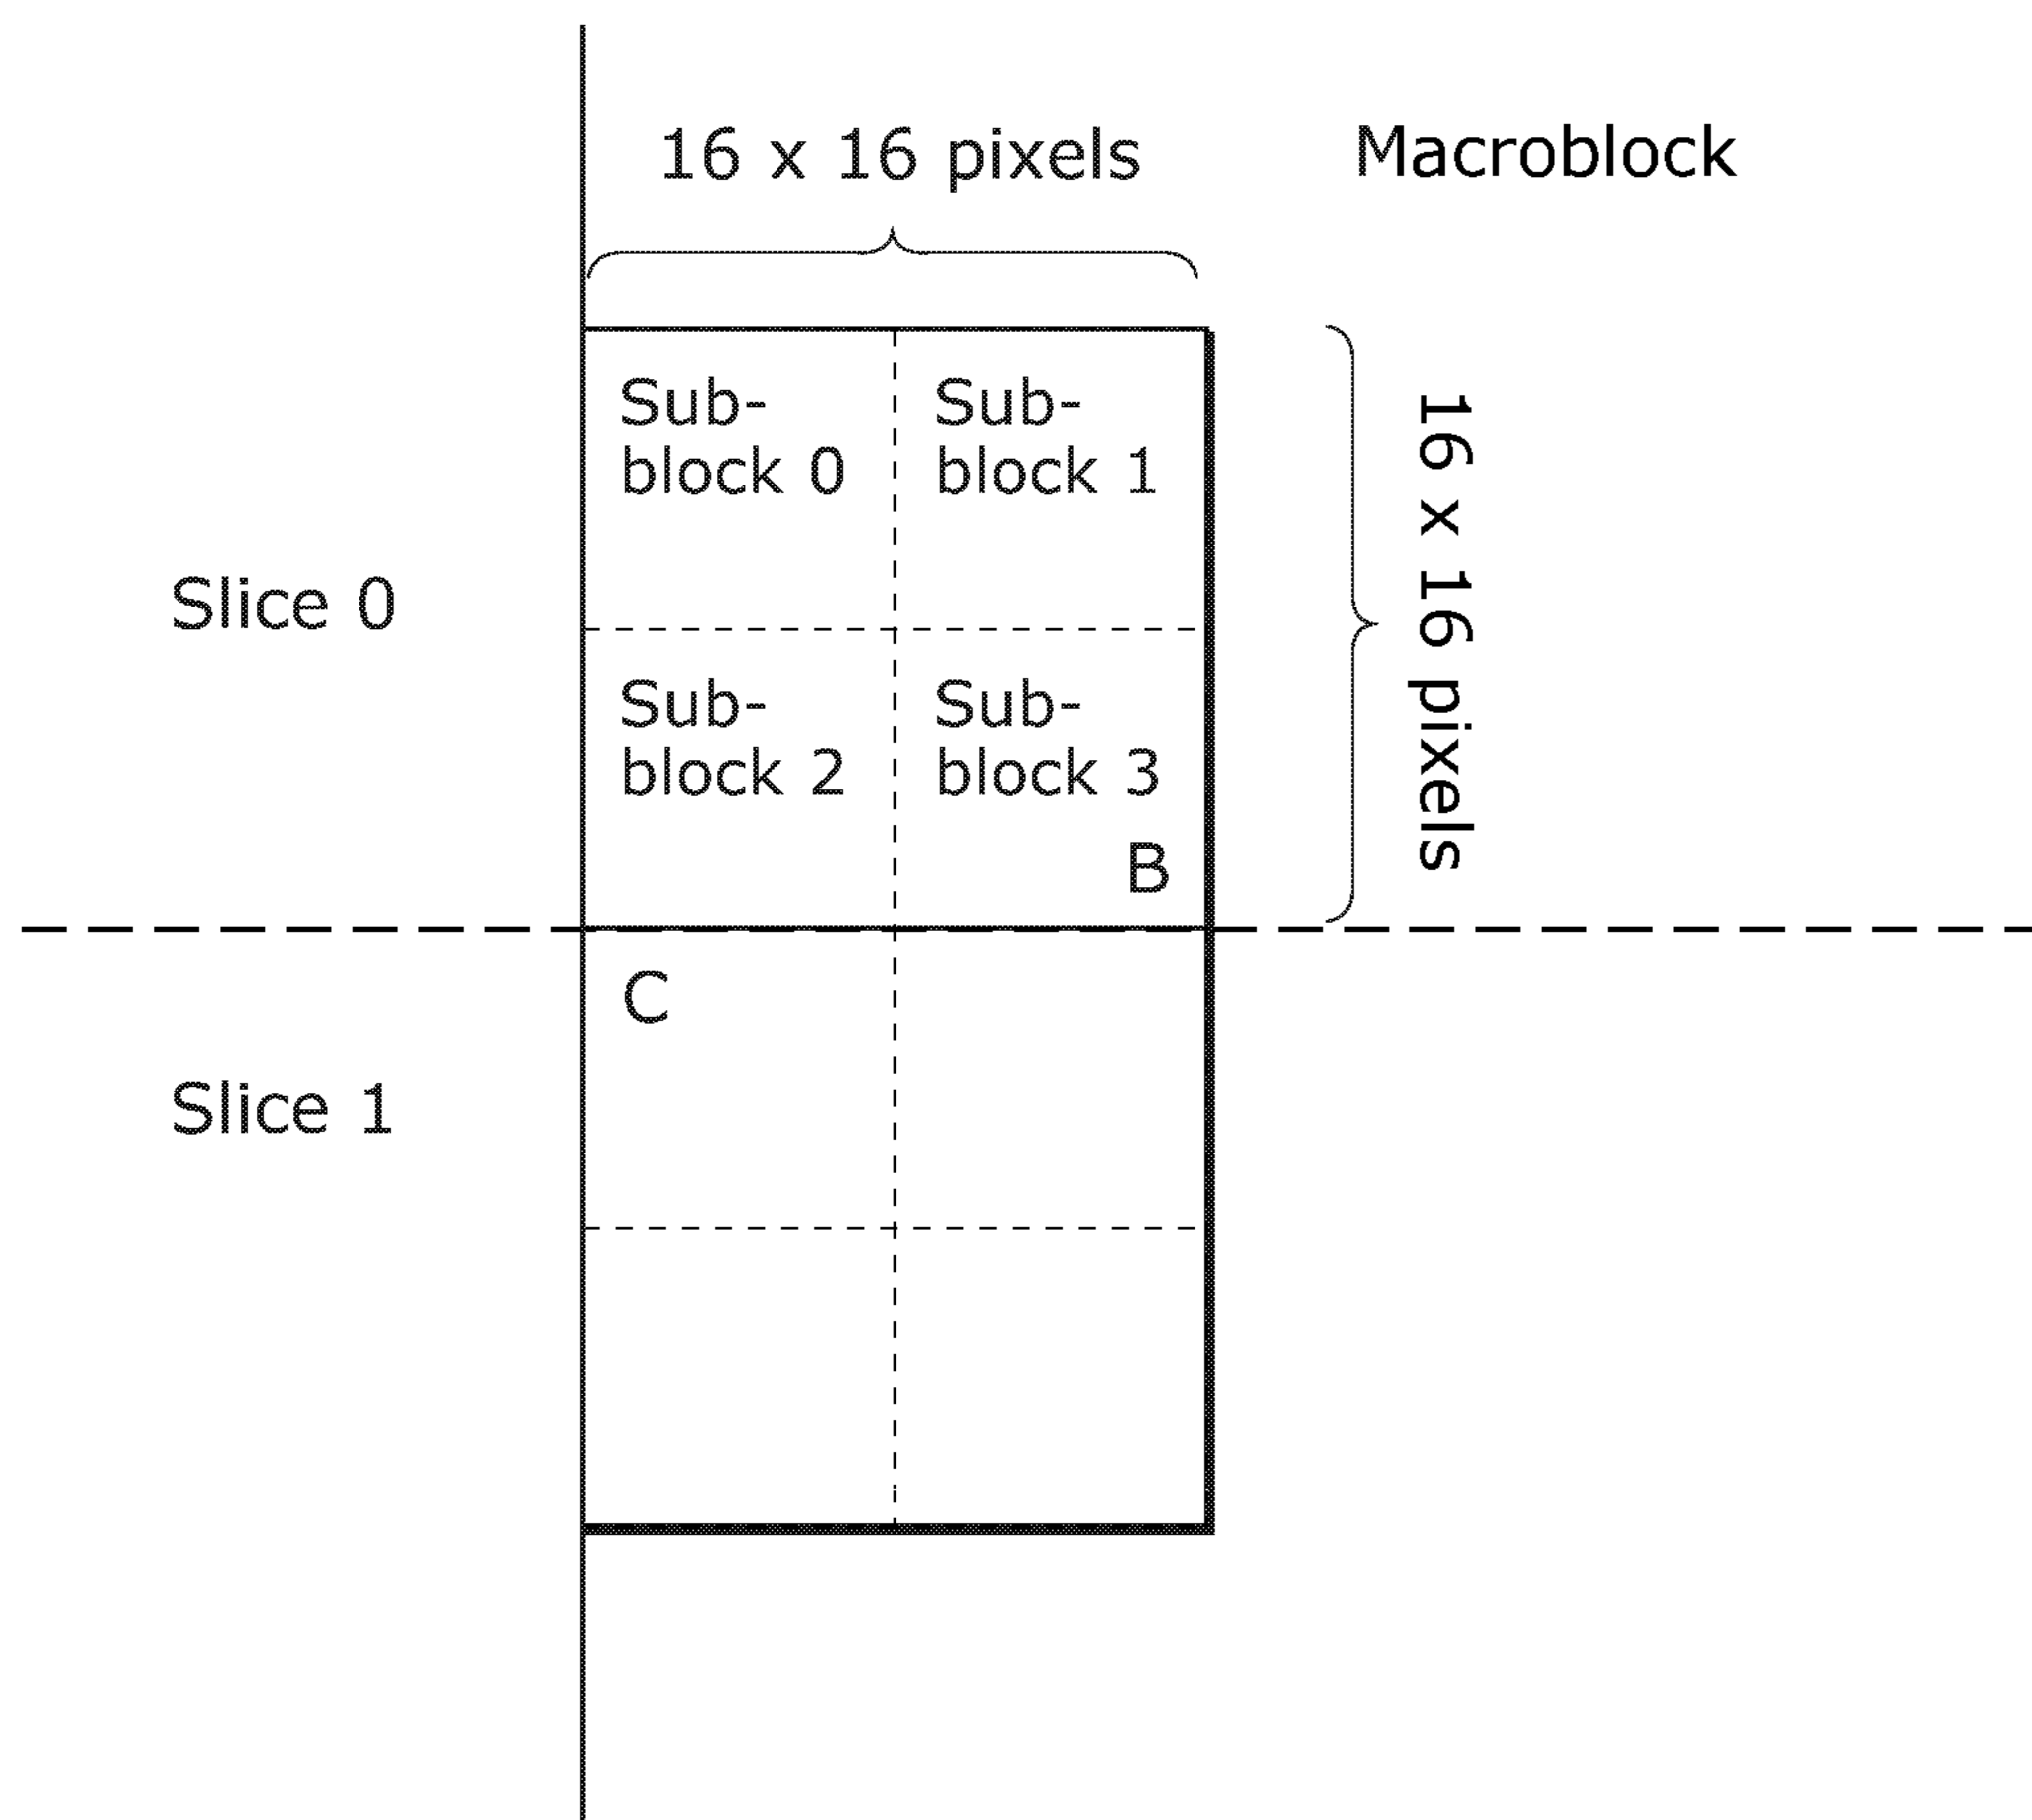 16 x 16 pixels
Macroblock
Sub-
block 0
Sub-
block 1
16 x 16 pixels
Slice 0
Sub-
block 2
Sub-
block 3
B
C
Slice 1